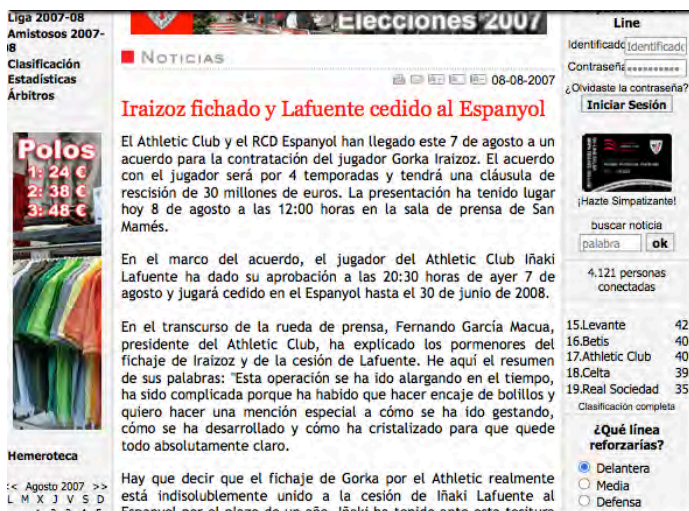 Liga 2007-08
Amistosos 2007-
08
Clasificación
Estadísticas
Árbitros
Polos
1: 24 €
2: 38 €
3: 48 €
Hemeroteca
<< Agosto 2007 >>
L M X J V S D
Elecciones 2007
NOTICIAS
08-08-2007
Iraizoz fichado y Lafuente cedido al Espanyol
El Athletic Club y el RCD Espanyol han llegado este 7 de agosto a un
acuerdo para la contratación del jugador Gorka Iraizoz. El acuerdo
con el jugador será por 4 temporadas y tendrá una cláusula de
rescisión de 30 millones de euros. La presentación ha tenido lugar
hoy 8 de agosto a las 12:00 horas en la sala de prensa de San
Mamés.
En el marco del acuerdo, el jugador del Athletic Club Iñaki
Lafuente ha dado su aprobación a las 20:30 horas de ayer 7 de
agosto y jugará cedido en el Espanyol hasta el 30 de junio de 2008.
En el transcurso de la rueda de prensa, Fernando García Macua,
presidente del Athletic Club, ha explicado los pormenores del
fichaje de Iraizoz y de la cesión de Lafuente. He aquí el resumen
de sus palabras: "Esta operación se ha ido alargando en el tiempo,
ha sido complicada porque ha habido que hacer encaje de bolillos y
quiero hacer una mención especial a cómo se ha ido gestando,
cómo se ha desarrollado y cómo ha cristalizado para que quede
todo absolutamente claro.
Hay que decir que el fichaje de Gorka por el Athletic realmente
está indisolublemente unido a la cesión de Iñaki Lafuente al
Espanyol por el plazo de un año. Iñaki ha tenido ante esta tesitura
Line
Identificado Identificado
Contraseña
¿Olvidaste la contraseña?
Iniciar Sesión
¡Hazte Simpatizante!
buscar noticia
palabra ok
4.121 personas
conectadas
15.Levante 42
16.Betis 40
17.Athletic Club 40
18.Celta 39
19.Real Sociedad 35
Clasificación completa
¿Qué línea
reforzarías?
Delantera
Media
Defensa